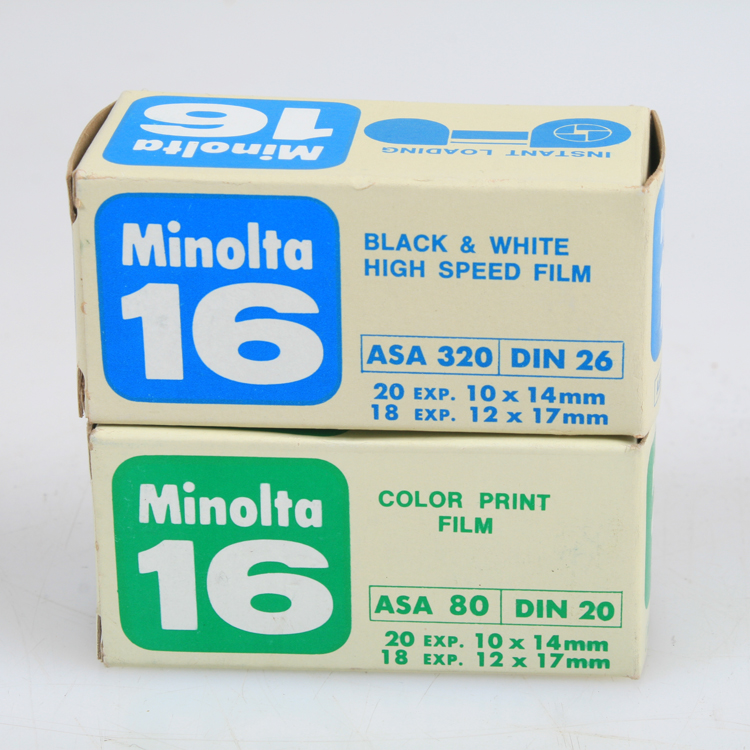 Minolta
16
INSTANT LOADING
Minolta
16
BLACK & WHITE
HIGH SPEED FILM
ASA 320 DIN 26
20 EXP. 10 x 14mm
18 EXP. 12 x 17mm
Minolta
16
COLOR PRINT
FILM
ASA 80 DIN 20
20 EXP. 10 x 14mm
18 EXP. 12 x 17mm